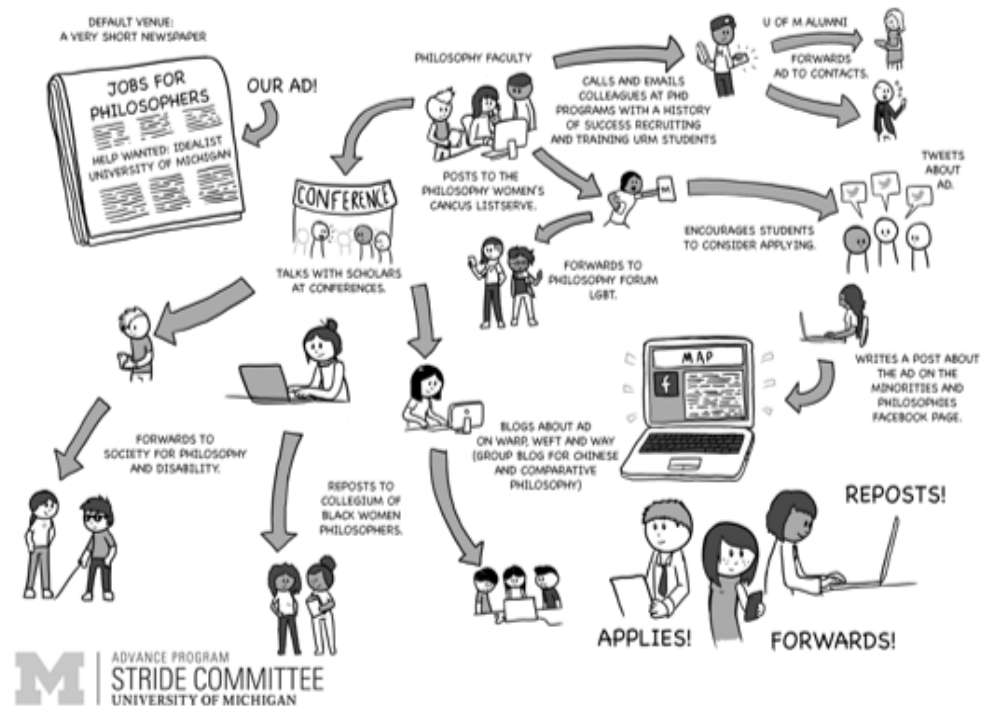 DEFAULT VENUE:
A VERY SHORT NEWSPAPER
JOBS FOR
PHILOSOPHERS
HELP WANTED: IDEALIST
UNIVERSITY OF MICHIGAN
OUR AD!
PHILOSOPHY FACULTY
CALLS AND EMAILS
COLLEAGUES AT PHD
PROGRAMS WITH A HISTORY
OF SUCCESS RECRUITING
AND TRAINING URM STUDENTS
U OF M ALUMNI
FORWARDS
AD TO CONTACTS.
CONFERENCE
TALKS WITH SCHOLARS
AT CONFERENCES.
POSTS TO THE
PHILOSOPHY WOMEN'S
CANCUS LISTSERVE.
M
ENCOURAGES STUDENTS
TO CONSIDER APPLYING.
TWEETS
ABOUT
AD.
FORWARDS TO
PHILOSOPHY FORUM
LGBT.
MAP
f
WRITES A POST ABOUT
THE AD ON THE
MINORITIES AND
PHILOSOPHIES
FACEBOOK PAGE.
FORWARDS TO
SOCIETY FOR PHILOSOPHY
AND DISABILITY.
REPOSTS TO
COLLEGIUM OF
BLACK WOMEN
PHILOSOPHERS.
BLOGS ABOUT AD
ON WARP, WEFT AND WAY
(GROUP BLOG FOR CHINESE
AND COMPARATIVE
PHILOSOPHY)
REPOSTS!
APPLIES!
FORWARDS!
M
ADVANCE PROGRAM
STRIDE COMMITTEE
UNIVERSITY OF MICHIGAN